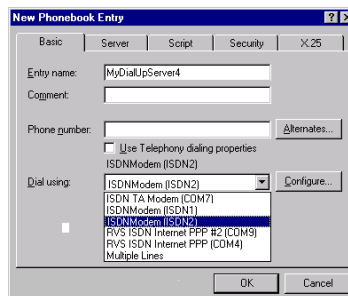 New Phonebook Entry
Basic Server Script Security X.25
Entry name: MyDialUpServer4
Comment:
Phone number: Alternates...
Use Telephony dialing properties
ISDNModem (ISDN2)
Dial using: ISDNModem (ISDN2) Configure...
ISDN TA Modem (COM7)
ISDNModem (ISDN1)
ISDNModem (ISDN2)
RVS ISDN Internet PPP #2 (COM9)
RVS ISDN Internet PPP (COM4)
Multiple Lines
OK Cancel